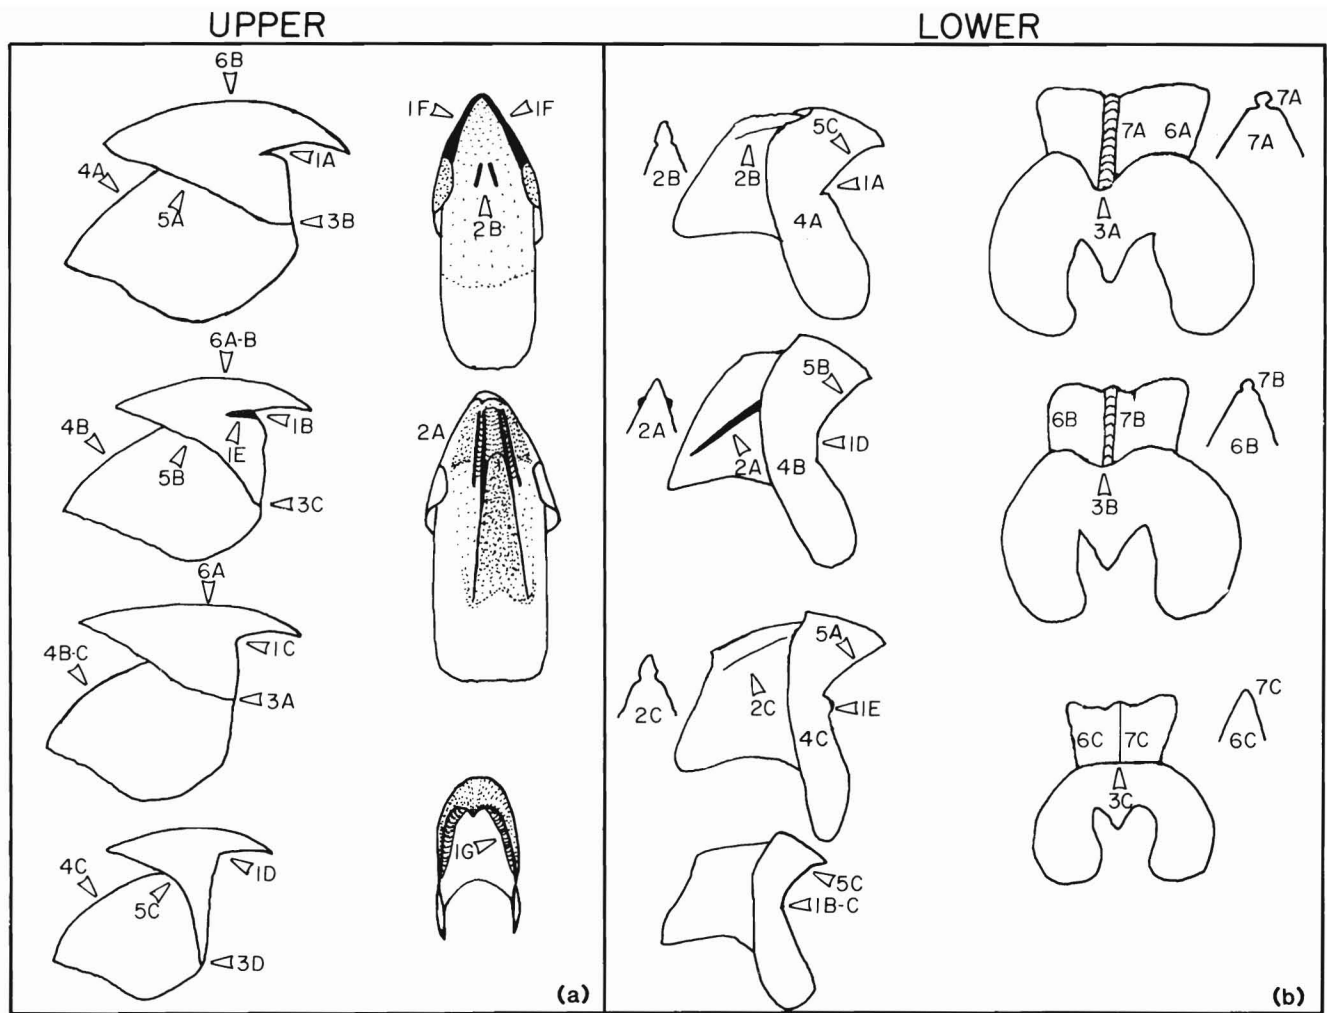 UPPER
LOWER
6B
1F
1F
1A
4A
5A
3B
2B
6A-B
4B
1E
1B
5B
3C
2A
6A
4B-C
1C
3A
4C
5C
1D
3D
1G
(a)
2B
2B
5C
1A
4A
7A
6A
7A
7A
3A
2A
2A
5B
1D
4B
6B
7B
7B
6B
3B
2C
2C
5A
1E
4C
6C
7C
7C
6C
3C
5C
1B-C
(b)